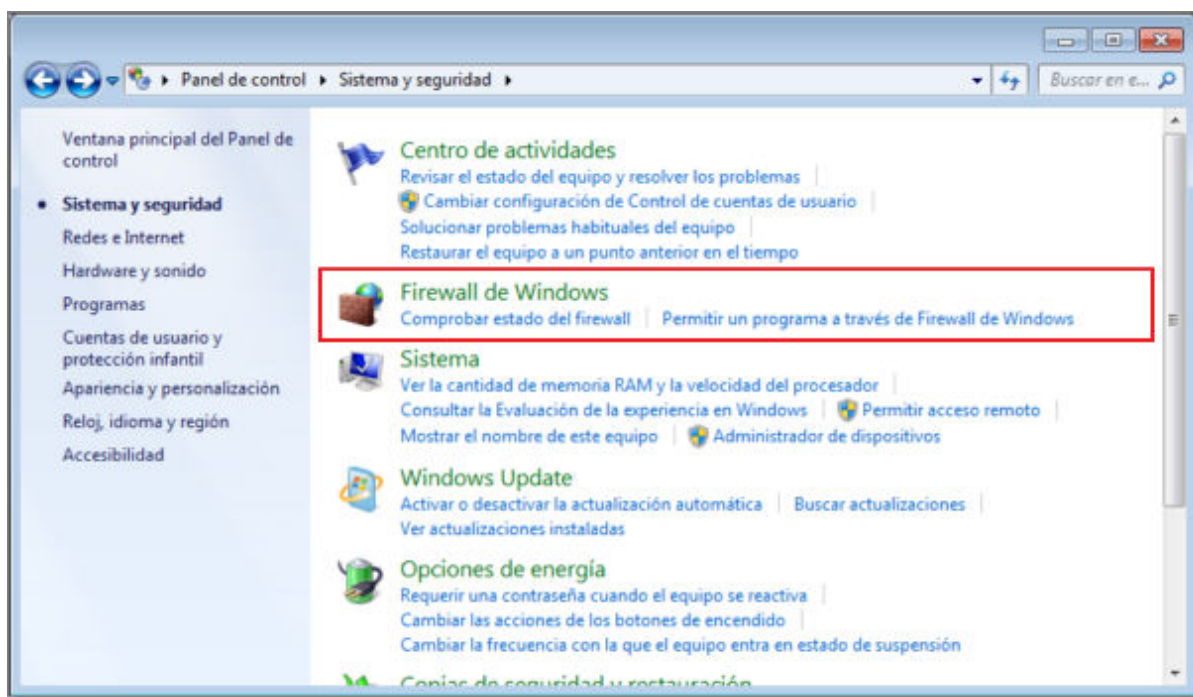 Panel de control ▸ Sistema y seguridad ▸
Buscar en e...
Ventana principal del Panel de
control
Sistema y seguridad
Redes e Internet
Hardware y sonido
Programas
Cuentas de usuario y
protección infantil
Apariencia y personalización
Reloj, idioma y región
Accesibilidad
Centro de actividades
Revisar el estado del equipo y resolver los problemas
Cambiar configuración de Control de cuentas de usuario
Solucionar problemas habituales del equipo
Restaurar el equipo a un punto anterior en el tiempo
Firewall de Windows
Comprobar estado del firewall | Permitir un programa a través de Firewall de Windows
Sistema
Ver la cantidad de memoria RAM y la velocidad del procesador
Consultar la Evaluación de la experiencia en Windows | Permitir acceso remoto
Mostrar el nombre de este equipo | Administrador de dispositivos
Windows Update
Activar o desactivar la actualización automática | Buscar actualizaciones
Ver actualizaciones instaladas
Opciones de energía
Requerir una contraseña cuando el equipo se reactiva
Cambiar las acciones de los botones de encendido
Cambiar la frecuencia con la que el equipo entra en estado de suspensión
Copias de seguridad y restauración